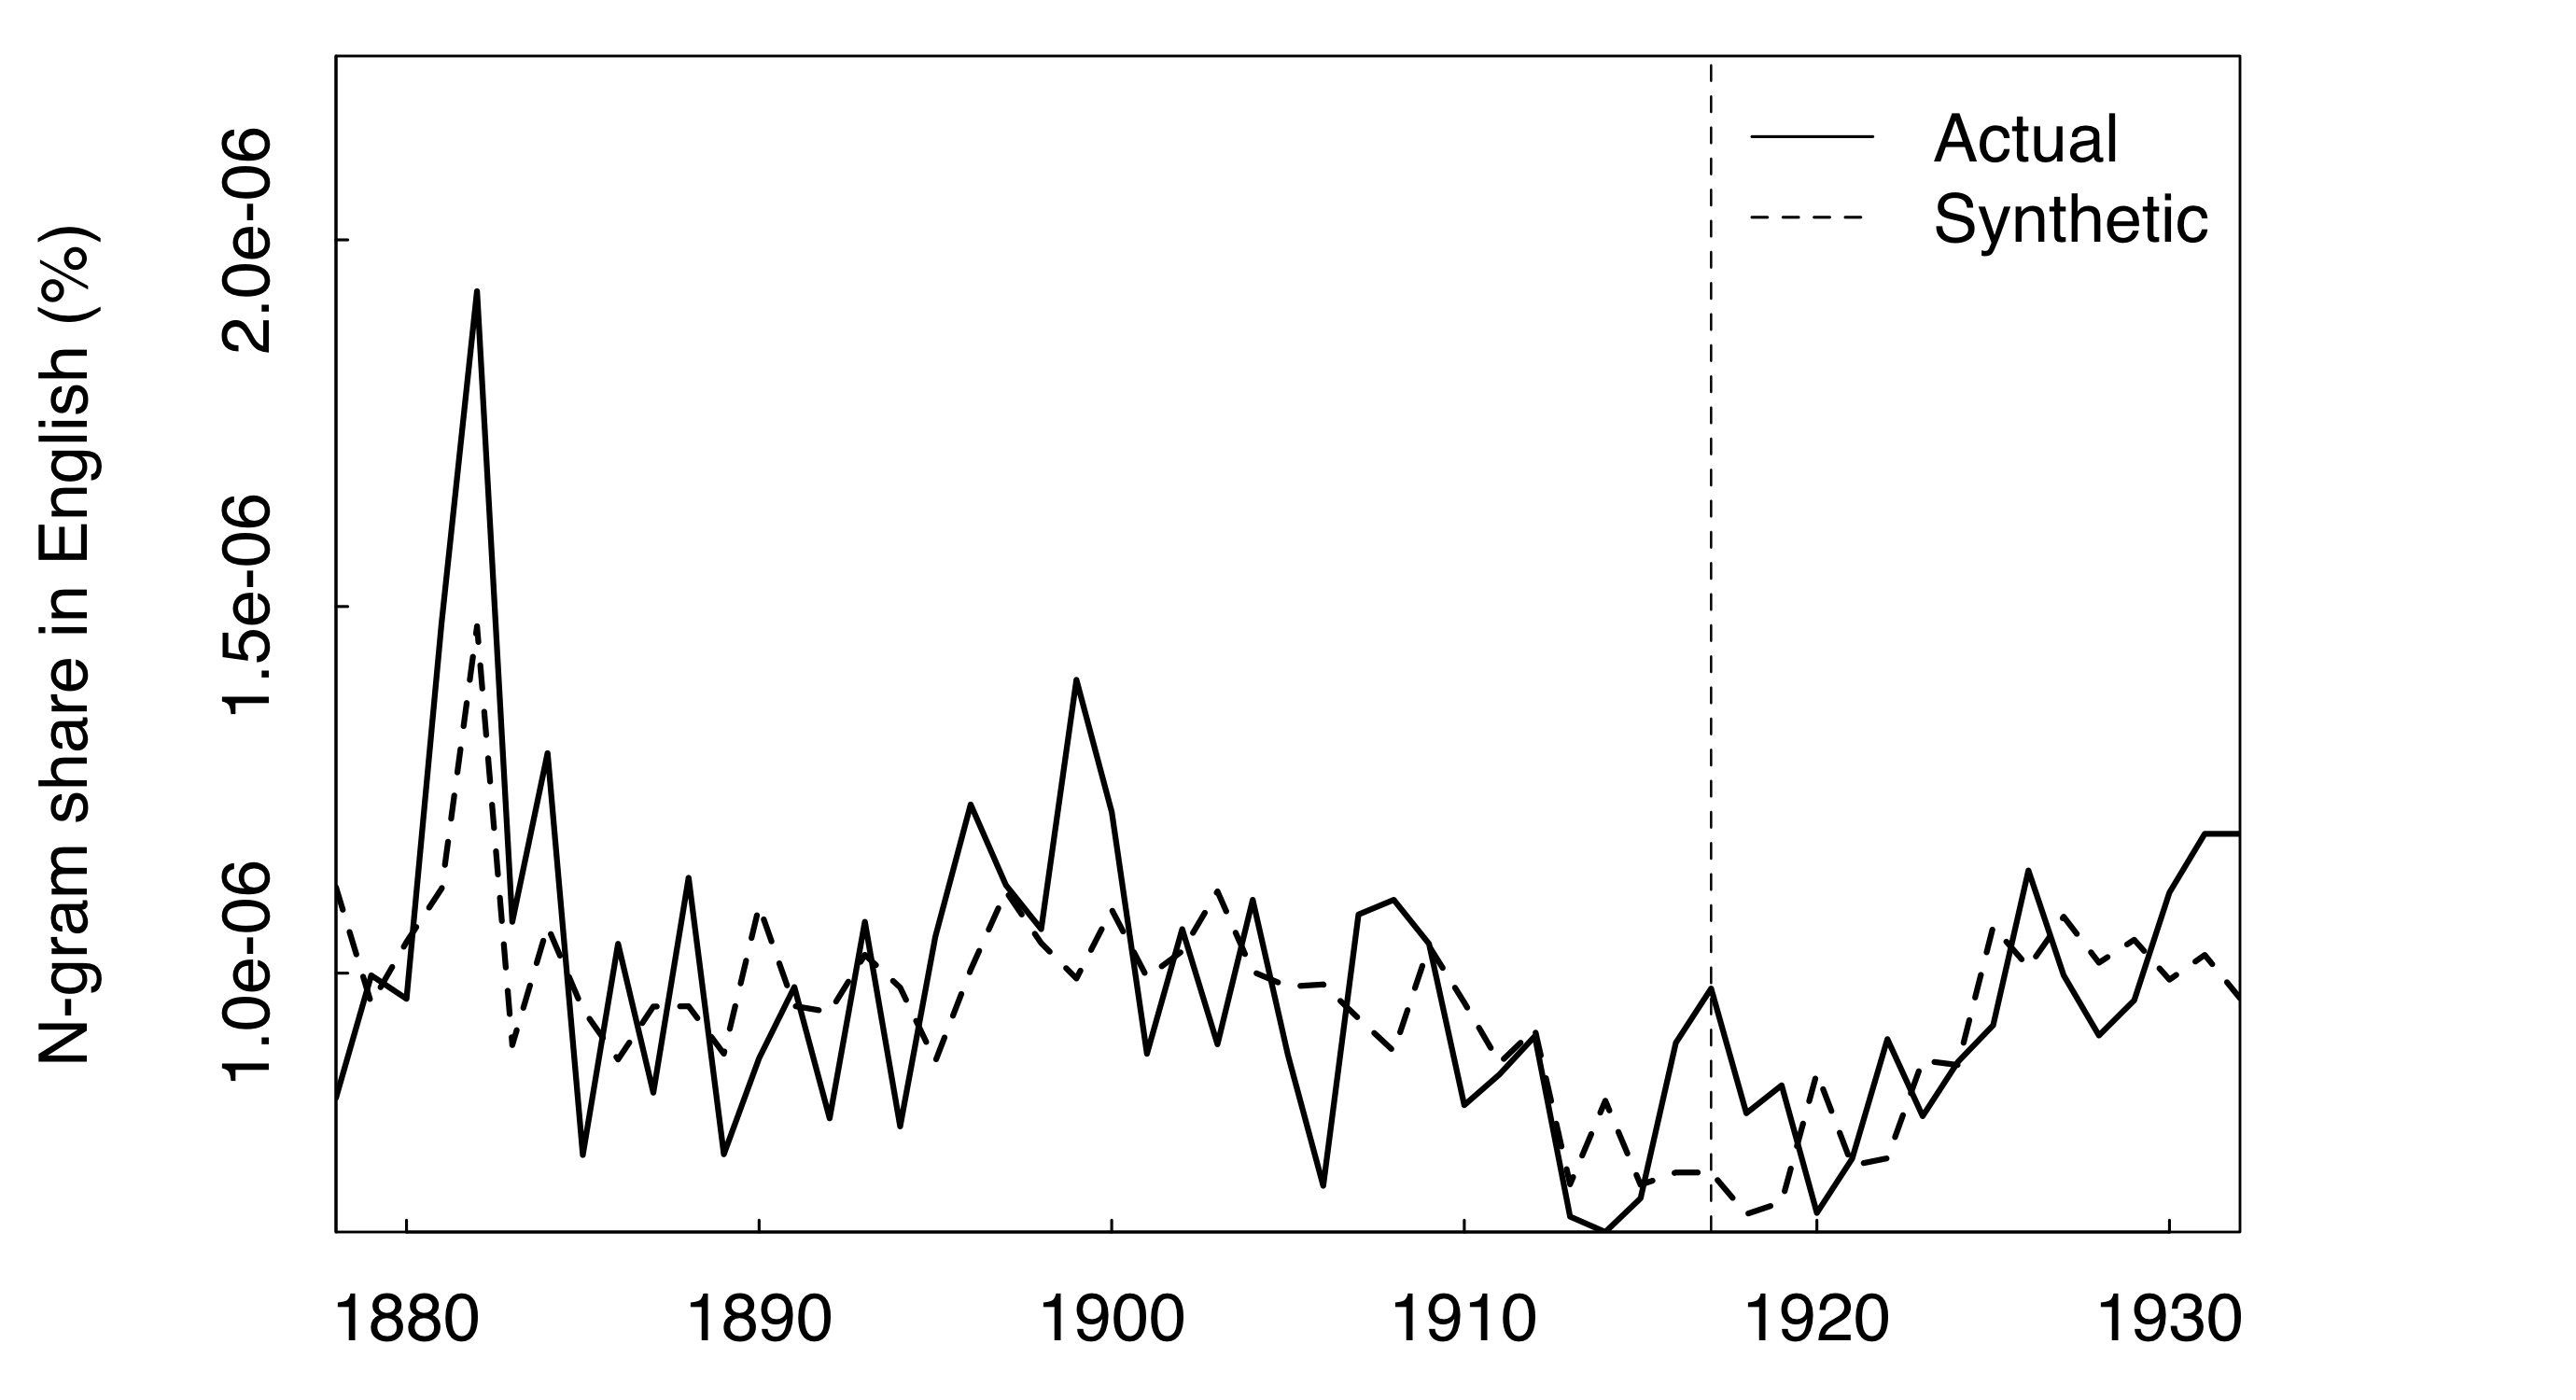 N-gram share in English (%)
2.0e-06
1.5e-06
1.0e-06
Actual
Synthetic
1880 1890 1900 1910 1920 1930